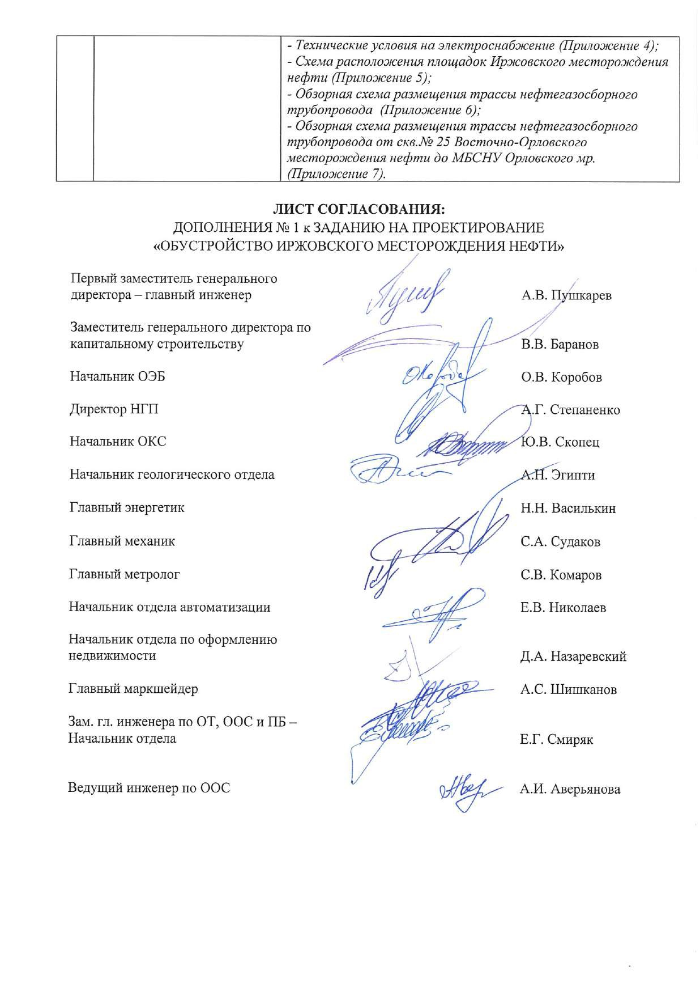 - Технические условия на электроснабжение (Приложение 4);
- Схема расположения площадок Иржовского месторождения
нефти (Приложение 5);
- Обзорная схема размещения трассы нефтегазосборного
трубопровода (Приложение 6);
- Обзорная схема размещения трассы нефтегазосборного
трубопровода от скв.№ 25 Восточно-Орловского
месторождения нефти до МБСНУ Орловского мр.
(Приложение 7).
ЛИСТ СОГЛАСОВАНИЯ:
ДОПОЛНЕНИЯ № 1 к ЗАДАНИЮ НА ПРОЕКТИРОВАНИЕ
«ОБУСТРОЙСТВО ИРЖОВСКОГО МЕСТОРОЖДЕНИЯ НЕФТИ»
Первый заместитель генерального
директора – главный инженер А.В. Пушкарев
Заместитель генерального директора по
капитальному строительству В.В. Баранов
Начальник ОЭБ О.В. Коробов
Директор НГП А.Г. Степаненко
Начальник ОКС Ю.В. Скопец
Начальник геологического отдела А.Н. Эгипти
Главный энергетик Н.Н. Василькин
Главный механик С.А. Судаков
Главный метролог С.В. Комаров
Начальник отдела автоматизации Е.В. Николаев
Начальник отдела по оформлению
недвижимости Д.А. Назаревский
Главный маркшейдер А.С. Шишканов
Зам. гл. инженера по ОТ, ООС и ПБ –
Начальник отдела Е.Г. Смиряк
Ведущий инженер по ООС А.И. Аверьянова